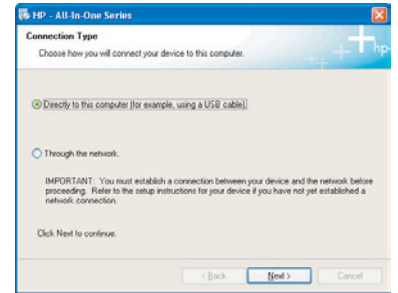 HP - All-In-One Series
Connection Type
Choose how you will connect your device to this computer.
hp
Directly to this computer (for example, using a USB cable).
Through the network.
IMPORTANT: You must establish a connection between your device and the network before
proceeding. Refer to the setup instructions for your device if you have not yet established a
network connection.
Click Next to continue.
< Back Next > Cancel